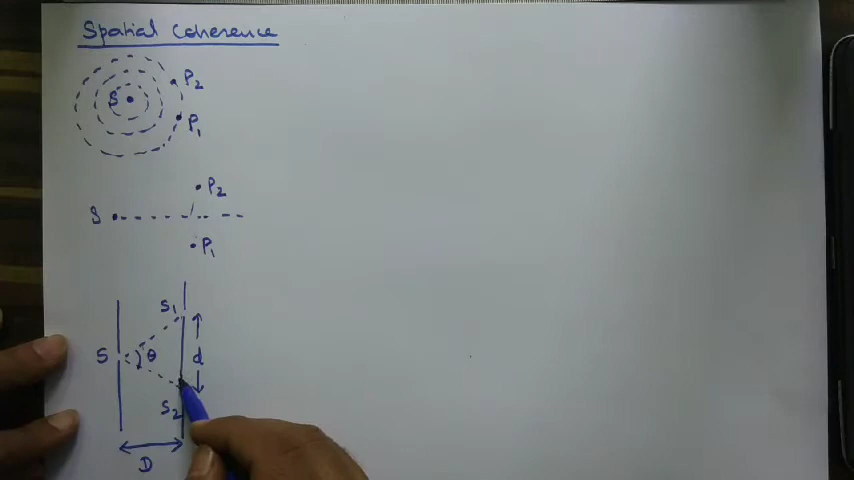 Spatial Coherence
P2
S
P1
P2
S
P1
S1
S θ d
S2
D